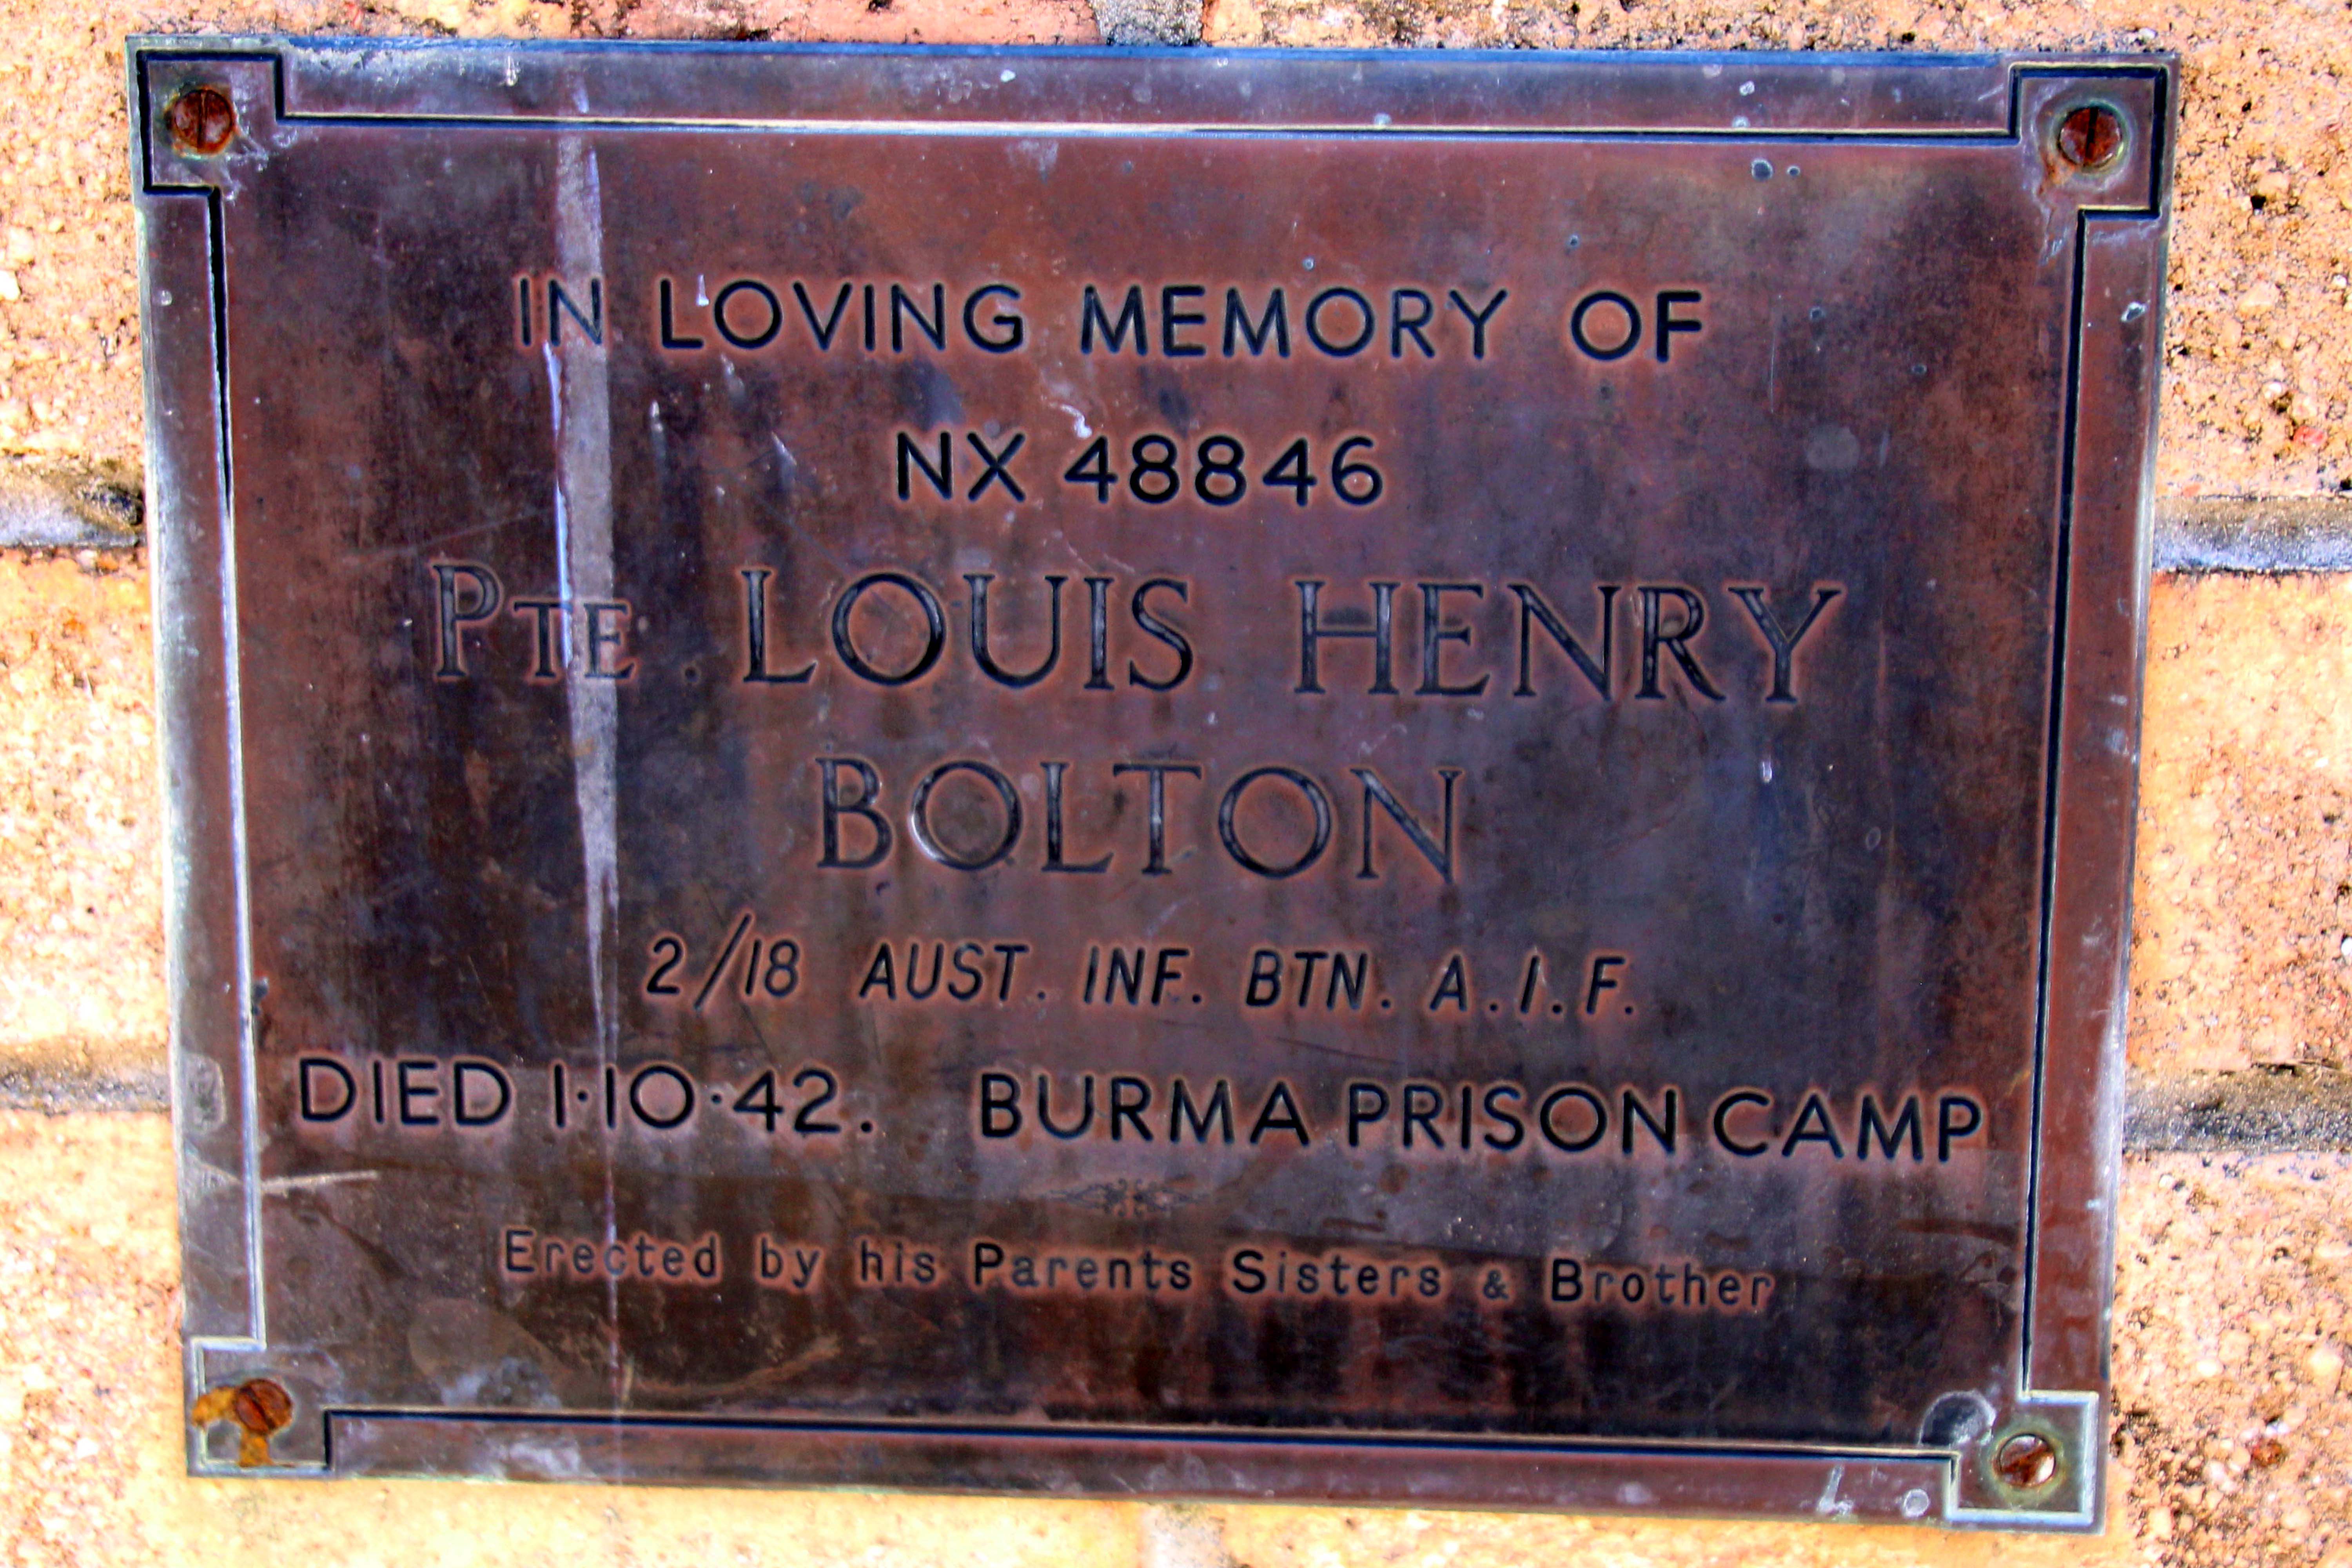 IN LOVING MEMORY OF
NX 48846
PTE. LOUIS HENRY
BOLTON
2/18 AUST. INF. BTN. A.I.F.
DIED 1·10·42. BURMA PRISON CAMP
Erected by his Parents Sisters & Brother